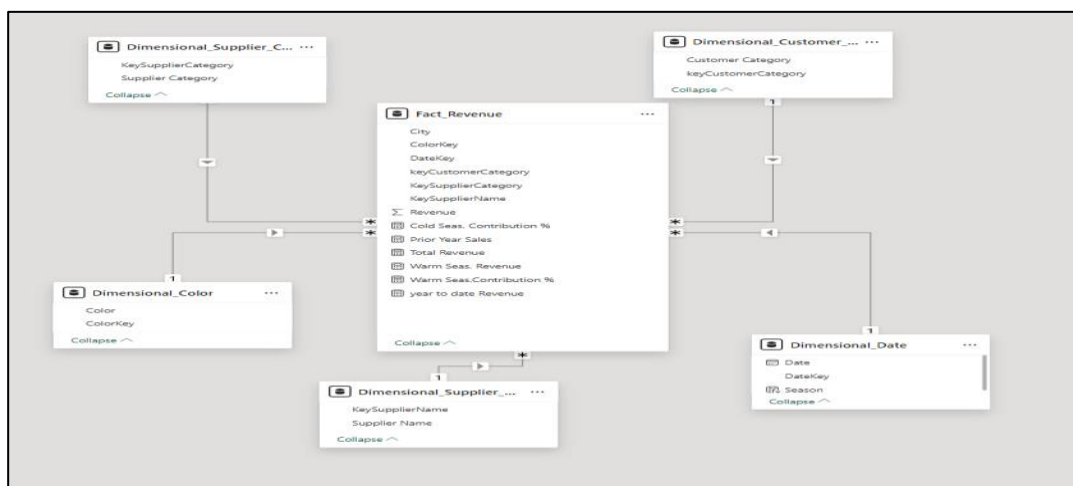 Dimensional_Supplier_C... ...
KeySupplierCategory
Supplier Category
Collapse
Dimensional_Customer_... ...
Customer Category
keyCustomerCategory
Collapse
1
Fact_Revenue ...
City
ColorKey
DateKey
keyCustomerCategory
KeySupplierCategory
KeySupplierName
Σ Revenue
Cold Seas. Contribution %
Prior Year Sales
Total Revenue
Warm Seas. Revenue
Warm Seas.Contribution %
year to date Revenue
Collapse
* *
* *
1
Dimensional_Color ...
Color
ColorKey
Collapse
1
Dimensional_Date ...
Date
DateKey
Season
Collapse
*
1
Dimensional_Supplier_... ...
KeySupplierName
Supplier Name
Collapse